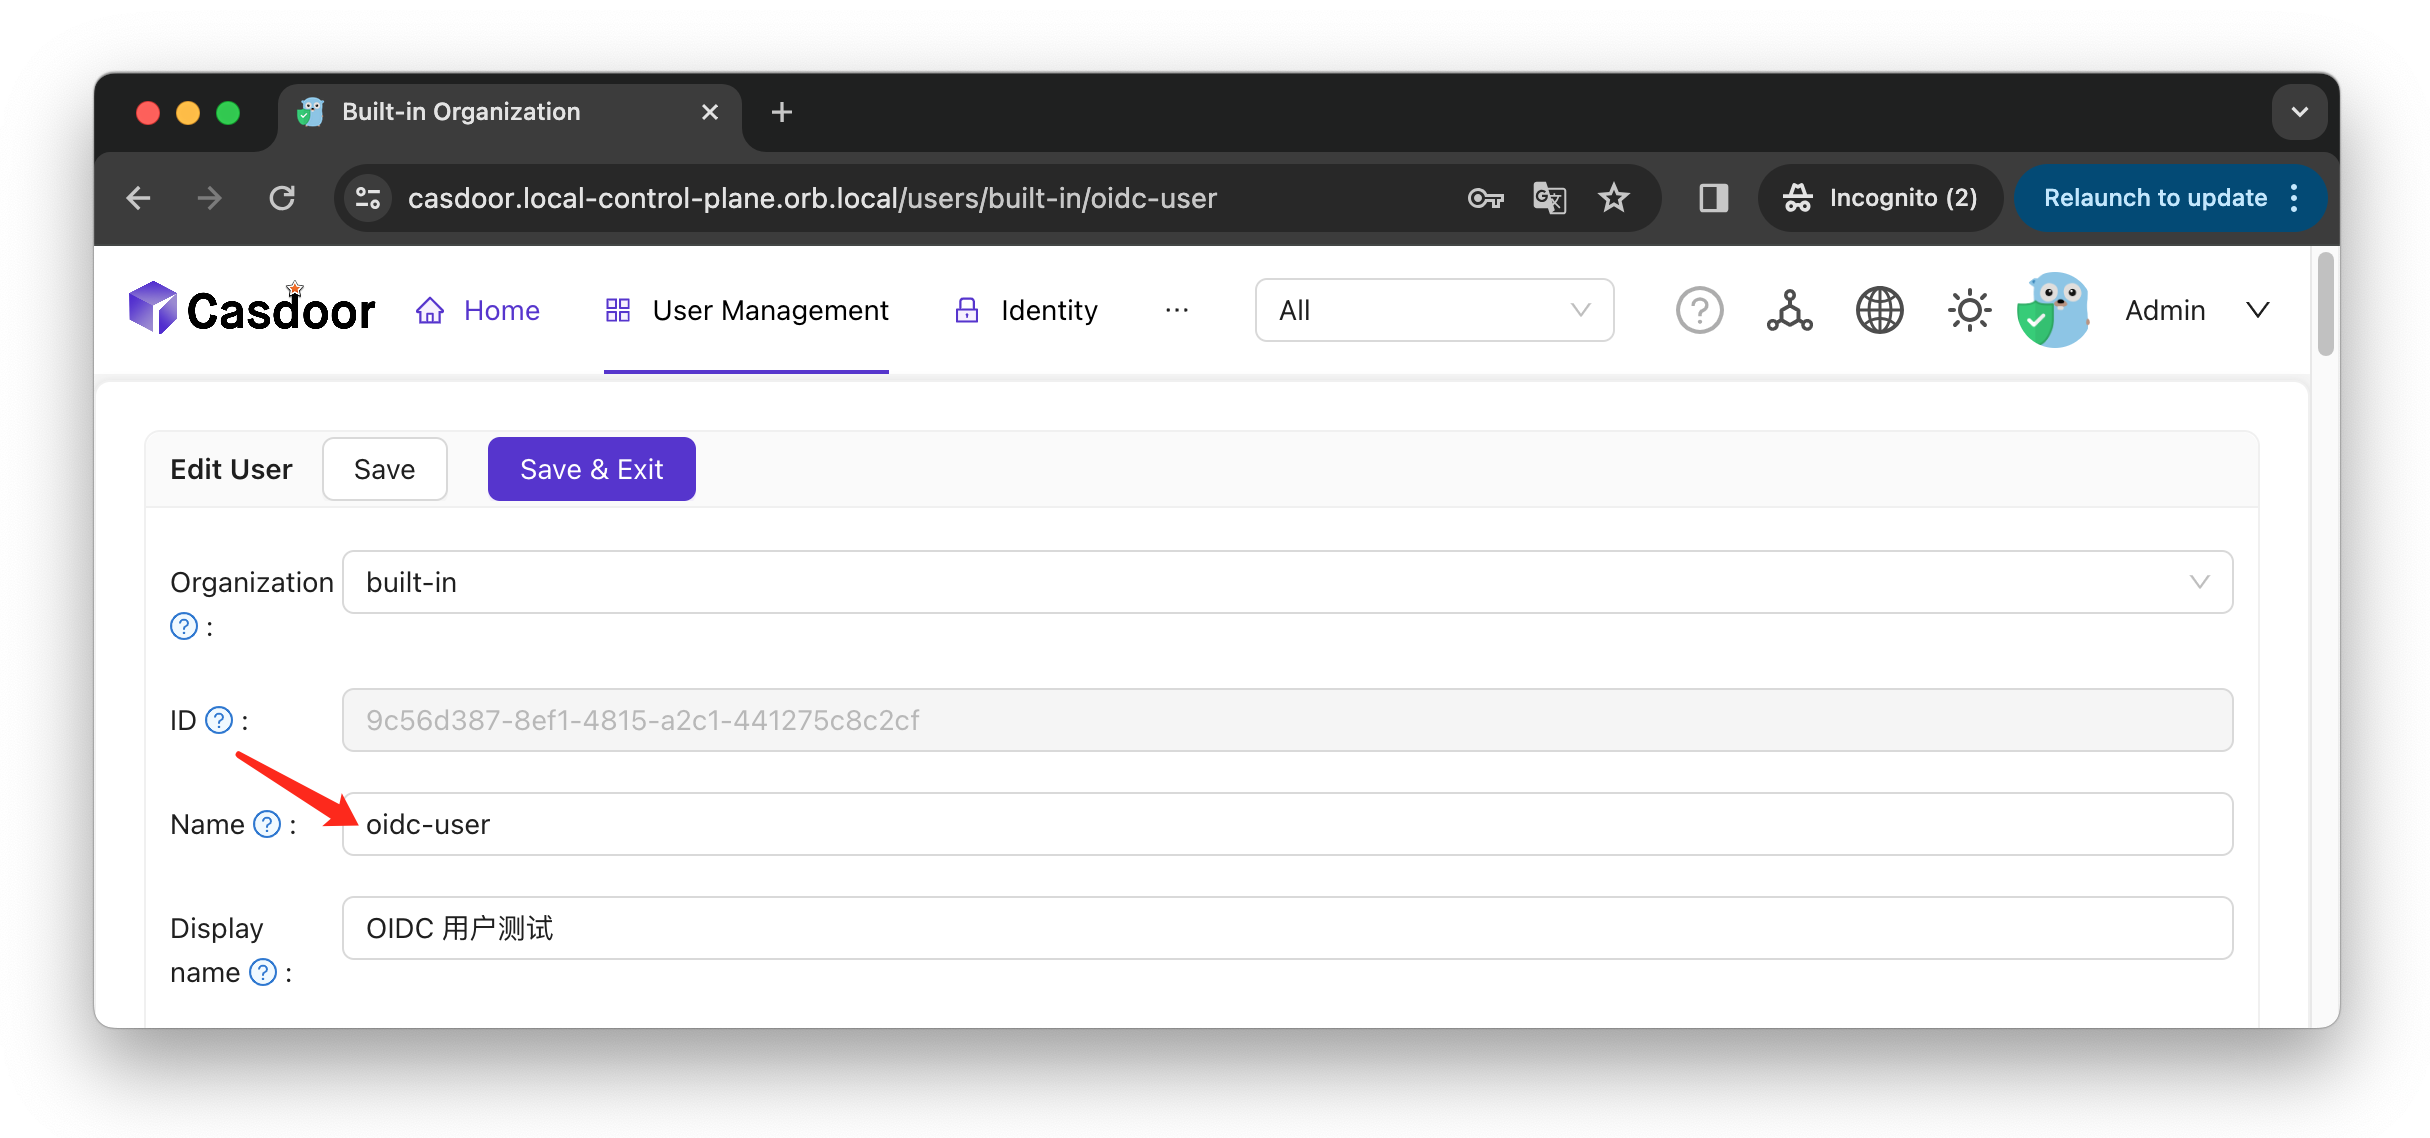 Built-in Organization
casdoor.local-control-plane.orb.local/users/built-in/oidc-user
Incognito (2)
Relaunch to update
Casdoor
Home
User Management
Identity
All
Admin
Edit User
Save
Save & Exit
Organization
? :
built-in
ID ? :
9c56d387-8ef1-4815-a2c1-441275c8c2cf
Name ? :
oidc-user
Display
name ? :
OIDC 用户测试